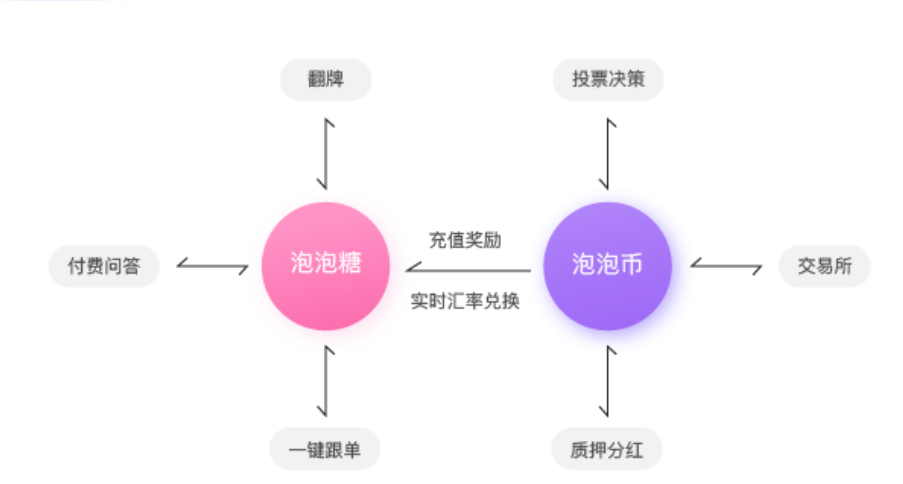 翻牌
投票决策
付费问答
泡泡糖
充值奖励
实时汇率兑换
泡泡币
交易所
一键跟单
质押分红